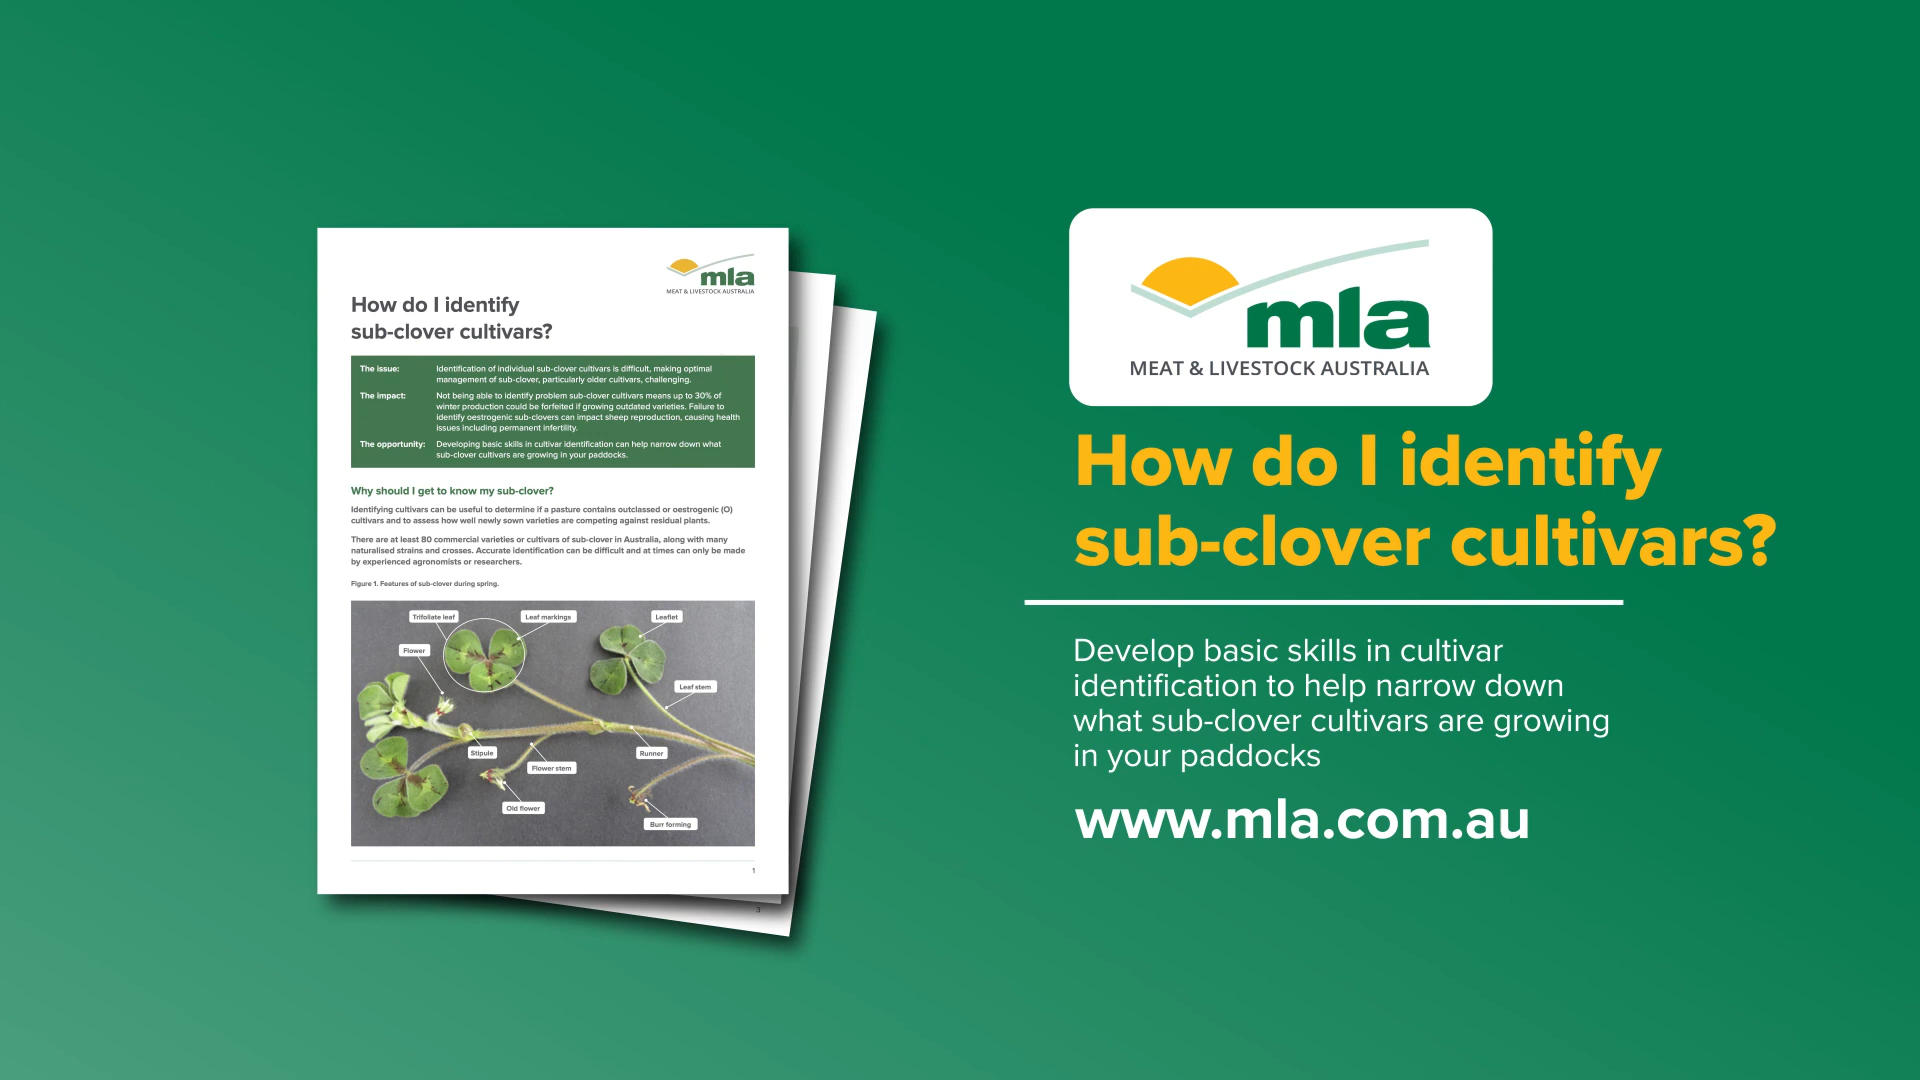 mla
MEAT & LIVESTOCK AUSTRALIA
How do I identify
sub-clover cultivars?
The issue: Identification of individual sub-clover cultivars is difficult, making optimal
management of sub-clover, particularly older cultivars, challenging.
The impact: Not being able to identify problem sub-clover cultivars means up to 30% of
winter production could be forfeited if growing outdated varieties. Failure to
identify oestrogenic sub-clovers can impact sheep reproduction, causing health
issues including permanent infertility.
The opportunity: Developing basic skills in cultivar identification can help narrow down what
sub-clover cultivars are growing in your paddocks.
Why should I get to know my sub-clover?
Identifying cultivars can be useful to determine if a pasture contains outclassed or oestrogenic (O)
cultivars and to assess how well newly sown varieties are competing against residual plants.
There are at least 80 commercial varieties or cultivars of sub-clover in Australia, along with many
naturalised strains and crosses. Accurate identification can be difficult and at times can only be made
by experienced agronomists or researchers.
Figure 1. Features of sub-clover during spring.
Trifoliate leaf
Leaf markings
Leaflet
Flower
Leaf stem
Stipule
Runner
Flower stem
Old flower
Burr forming
1
3
mla
MEAT & LIVESTOCK AUSTRALIA
How do I identify
sub-clover cultivars?
Develop basic skills in cultivar
identification to help narrow down
what sub-clover cultivars are growing
in your paddocks
www.mla.com.au